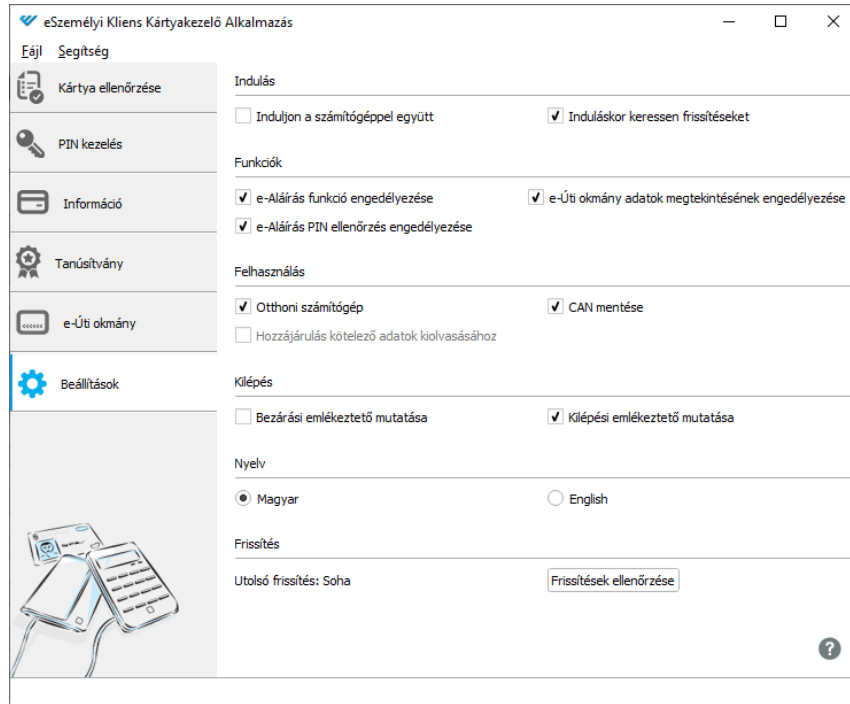 eSzemélyi Kliens Kártyakezelő Alkalmazás
Fájl Segítség
Kártya ellenőrzése
PIN kezelés
Információ
Tanúsítvány
e-Úti okmány
Beállítások
Indulás
Induljon a számítógéppel együtt
Induláskor keressen frissítéseket
Funkciók
e-Aláírás funkció engedélyezése
e-Úti okmány adatok megtekintésének engedélyezése
e-Aláírás PIN ellenőrzés engedélyezése
Felhasználás
Otthoni számítógép
CAN mentése
Hozzájárulás kötelező adatok kiolvasásához
Kilépés
Bezárási emlékeztető mutatása
Kilépési emlékeztető mutatása
Nyelv
Magyar
English
Frissítés
Utolsó frissítés: Soha
Frissítések ellenőrzése
?